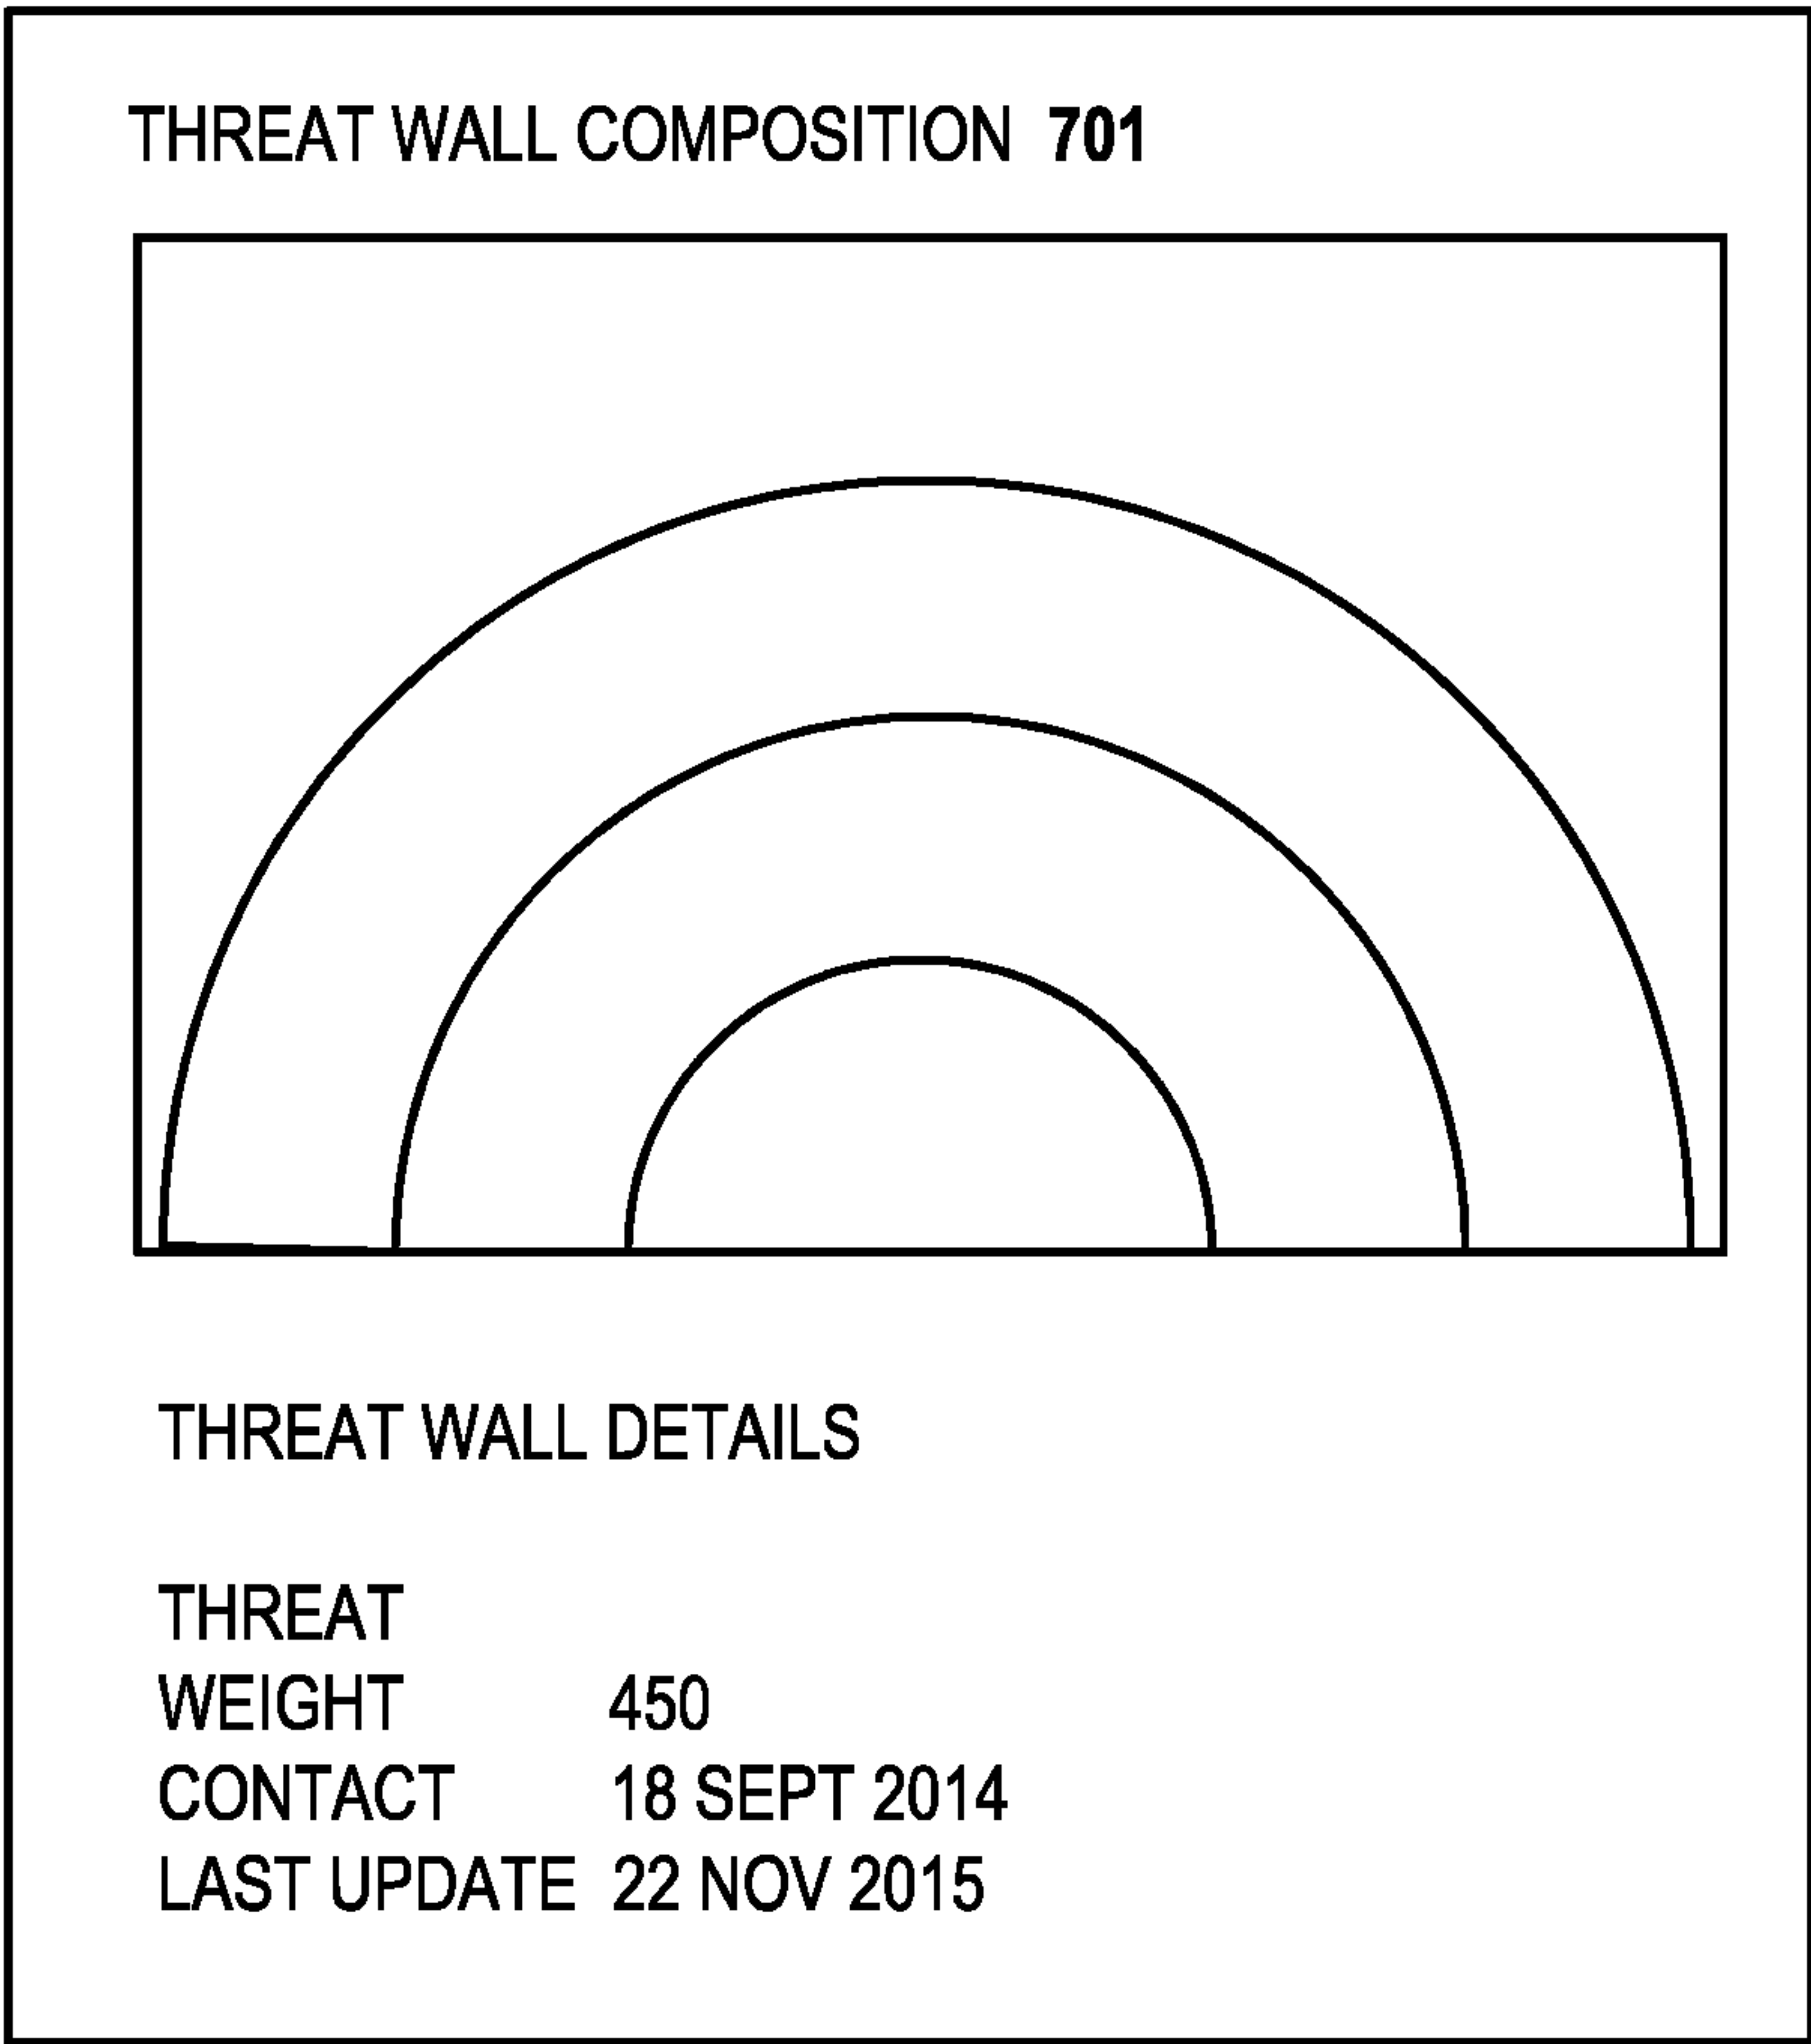 THREAT WALL COMPOSITION 701
THREAT WALL DETAILS
THREAT
WEIGHT 450
CONTACT 18 SEPT 2014
LAST UPDATE 22 NOV 2015